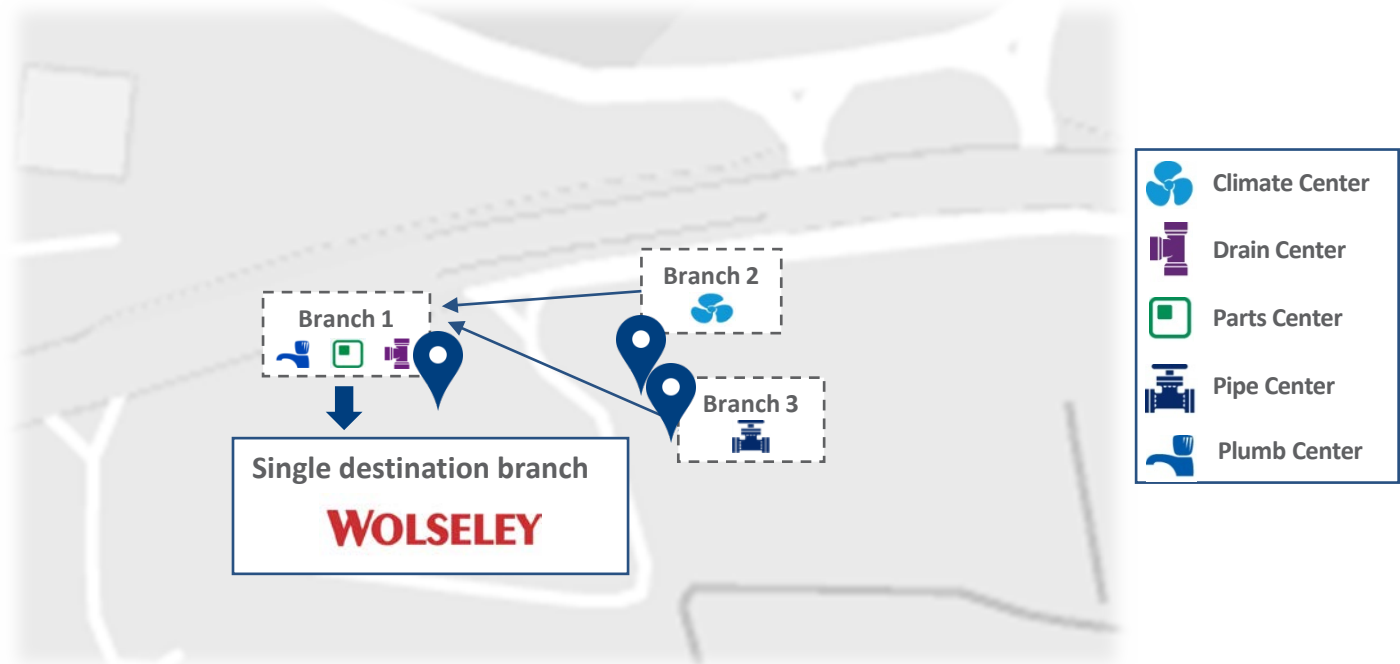 Branch 2
Branch 1
Branch 3
Single destination branch
WOLSELEY
Climate Center
Drain Center
Parts Center
Pipe Center
Plumb Center